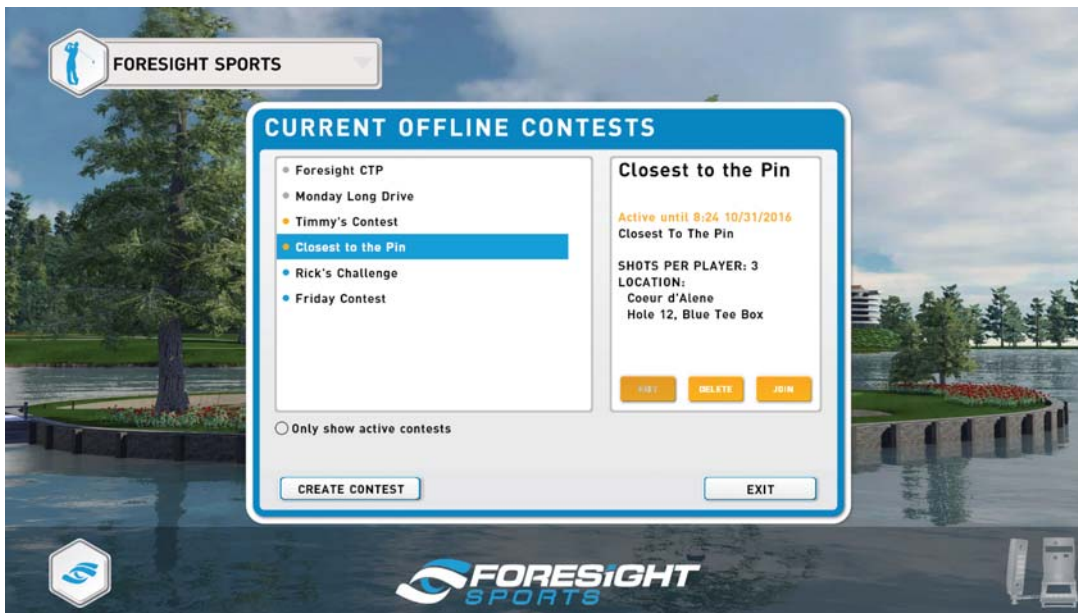 FORESIGHT SPORTS
CURRENT OFFLINE CONTESTS
Foresight CTP
Monday Long Drive
Timmy's Contest
Closest to the Pin
Rick's Challenge
Friday Contest
Closest to the Pin
Active until 8:24 10/31/2016
Closest To The Pin
SHOTS PER PLAYER: 3
LOCATION:
Coeur d'Alene
Hole 12, Blue Tee Box
DELETE JOIN
Only show active contests
CREATE CONTEST EXIT
FORESiGHT
SPORTS